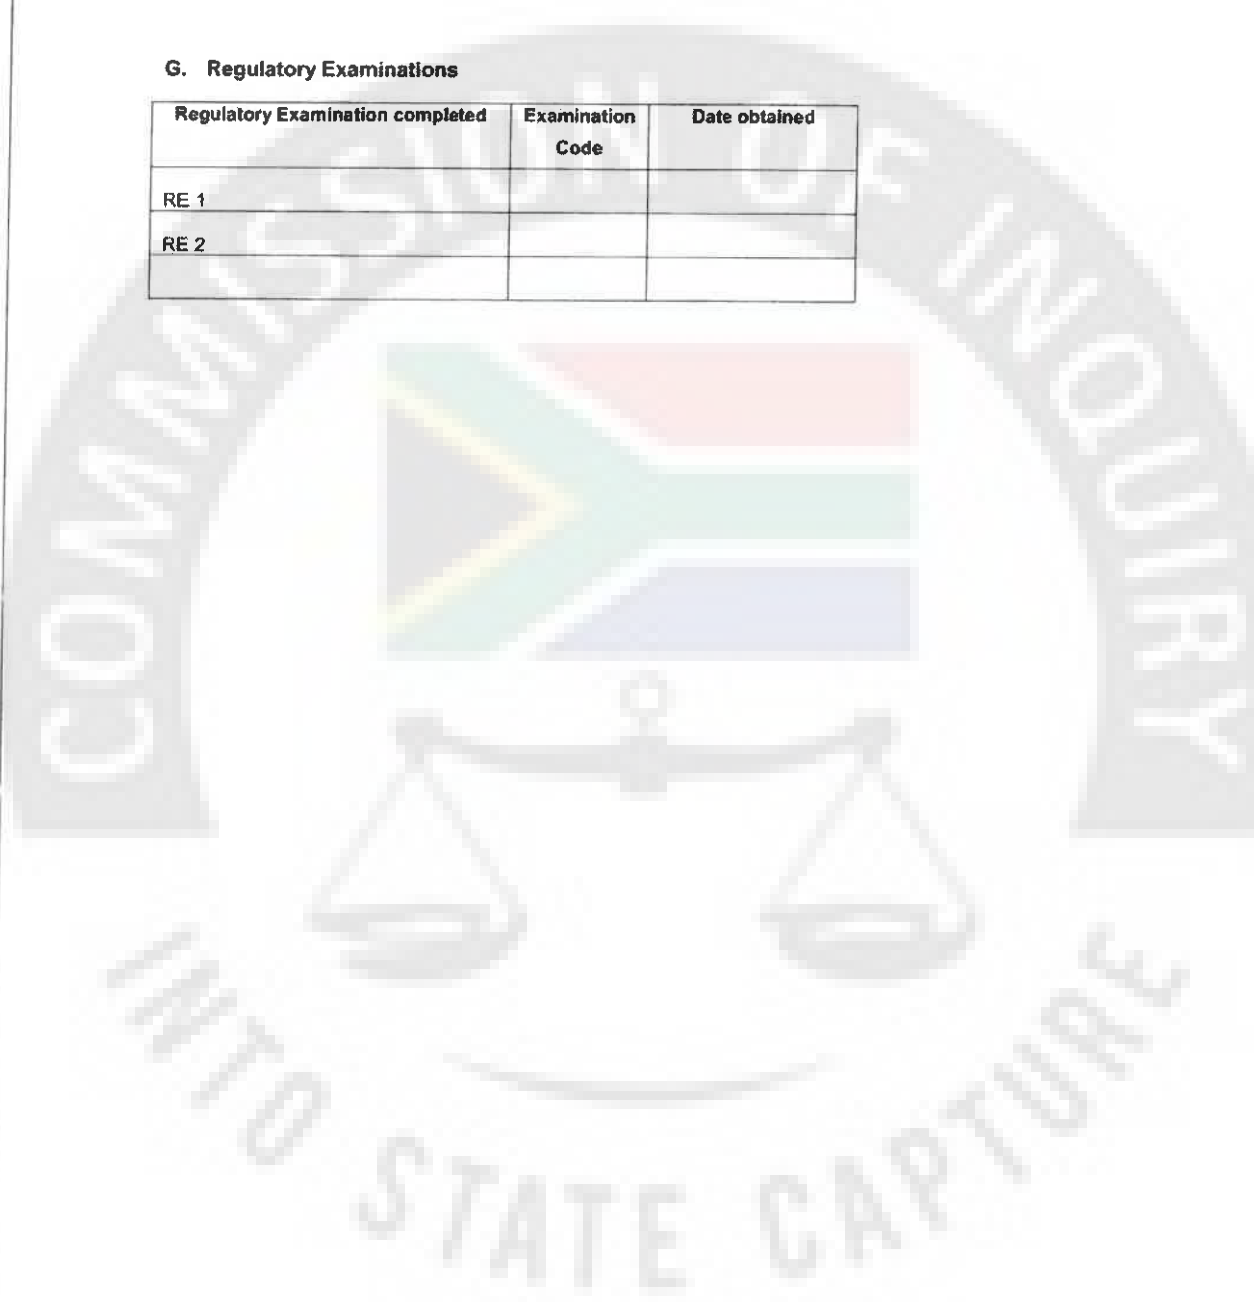 G. Regulatory Examinations
Regulatory Examination completed Examination Code Date obtained
RE 1
RE 2
COMMISSION OF INQUIRY
INTO STATE CAPTURE